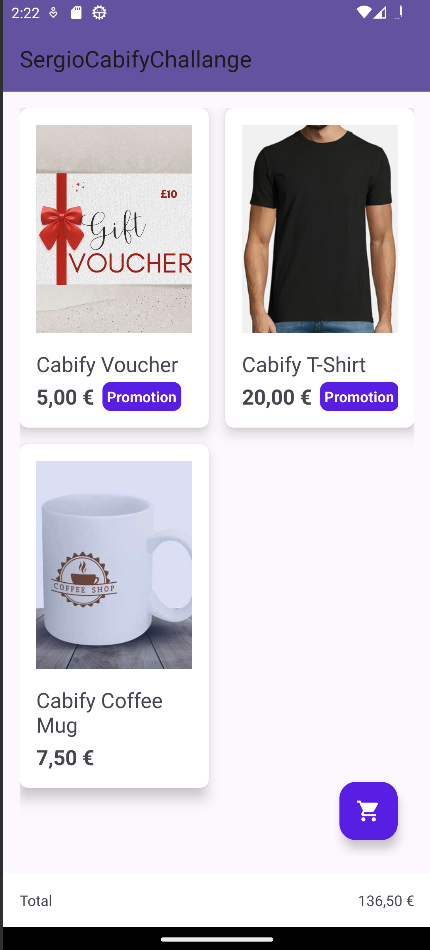 2:22
SergioCabifyChallange
£10
Gift
VOUCHER
Cabify Voucher
5,00 € Promotion
Cabify T-Shirt
20,00 € Promotion
COFFEE SHOP
Cabify Coffee
Mug
7,50 €
Total 136,50 €